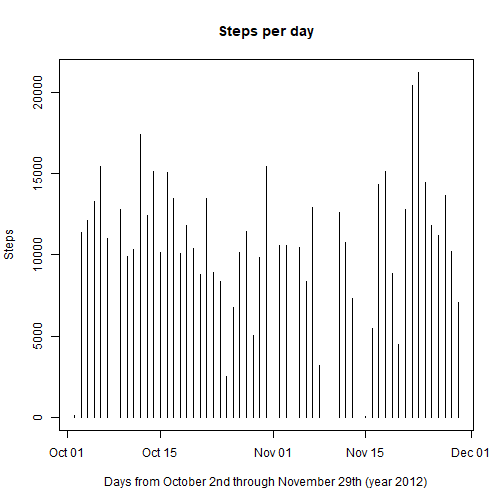 Steps per day
Steps
20000
15000
10000
5000
0
Oct 01
Oct 15
Nov 01
Nov 15
Dec 01
Days from October 2nd through November 29th (year 2012)